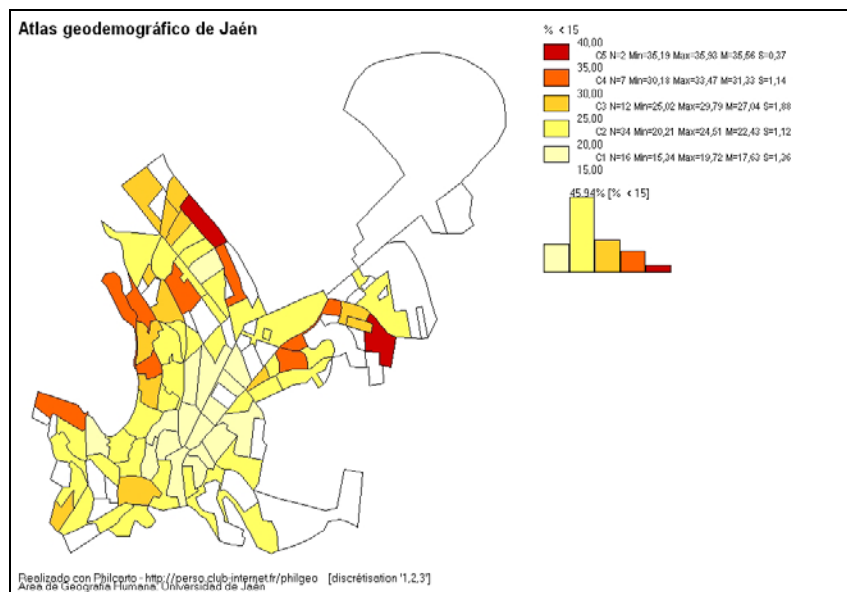 Atlas geodemográfico de Jaén
% < 15
40,00
C5 N=2 Min=35,19 Max=35,93 M=35,56 S=0,37
35,00
C4 N=7 Min=30,18 Max=33,47 M=31,33 S=1,14
30,00
C3 N=12 Min=25,02 Max=29,79 M=27,04 S=1,88
25,00
C2 N=34 Min=20,21 Max=24,51 M=22,43 S=1,12
20,00
C1 N=16 Min=15,34 Max=19,72 M=17,63 S=1,36
15,00
45.94% [% < 15]
Realizado con Philcarto - http://perso.club-internet.fr/philgeo [discrétisation '1,2,3']
Area de Geografía Humana. Universidad de Jaén